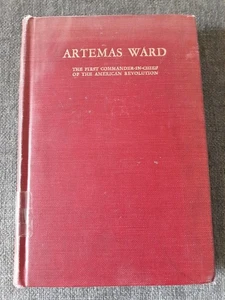 ARTEMAS WARD
THE FIRST COMMANDER-IN-CHIEF
OF THE AMERICAN REVOLUTION